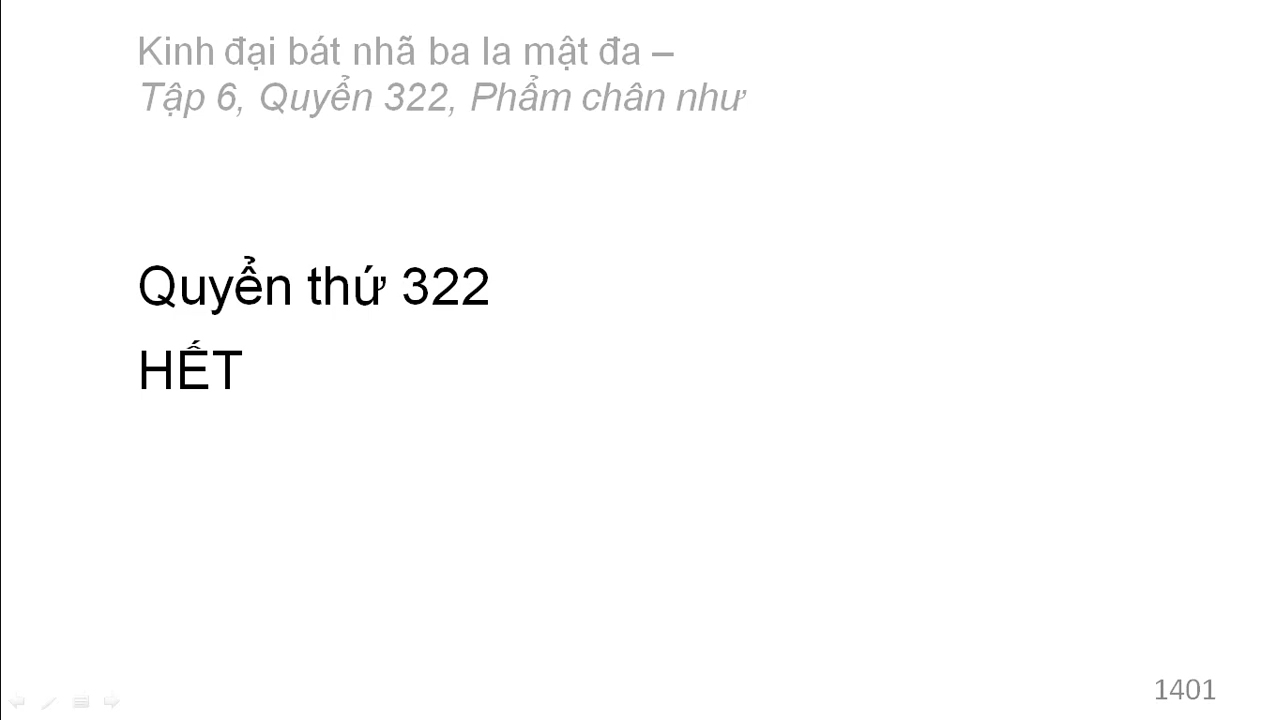 Kinh đại bát nhã ba la mật đa –
Tập 6, Quyển 322, Phẩm chân như
Quyển thứ 322
HẾT
1401